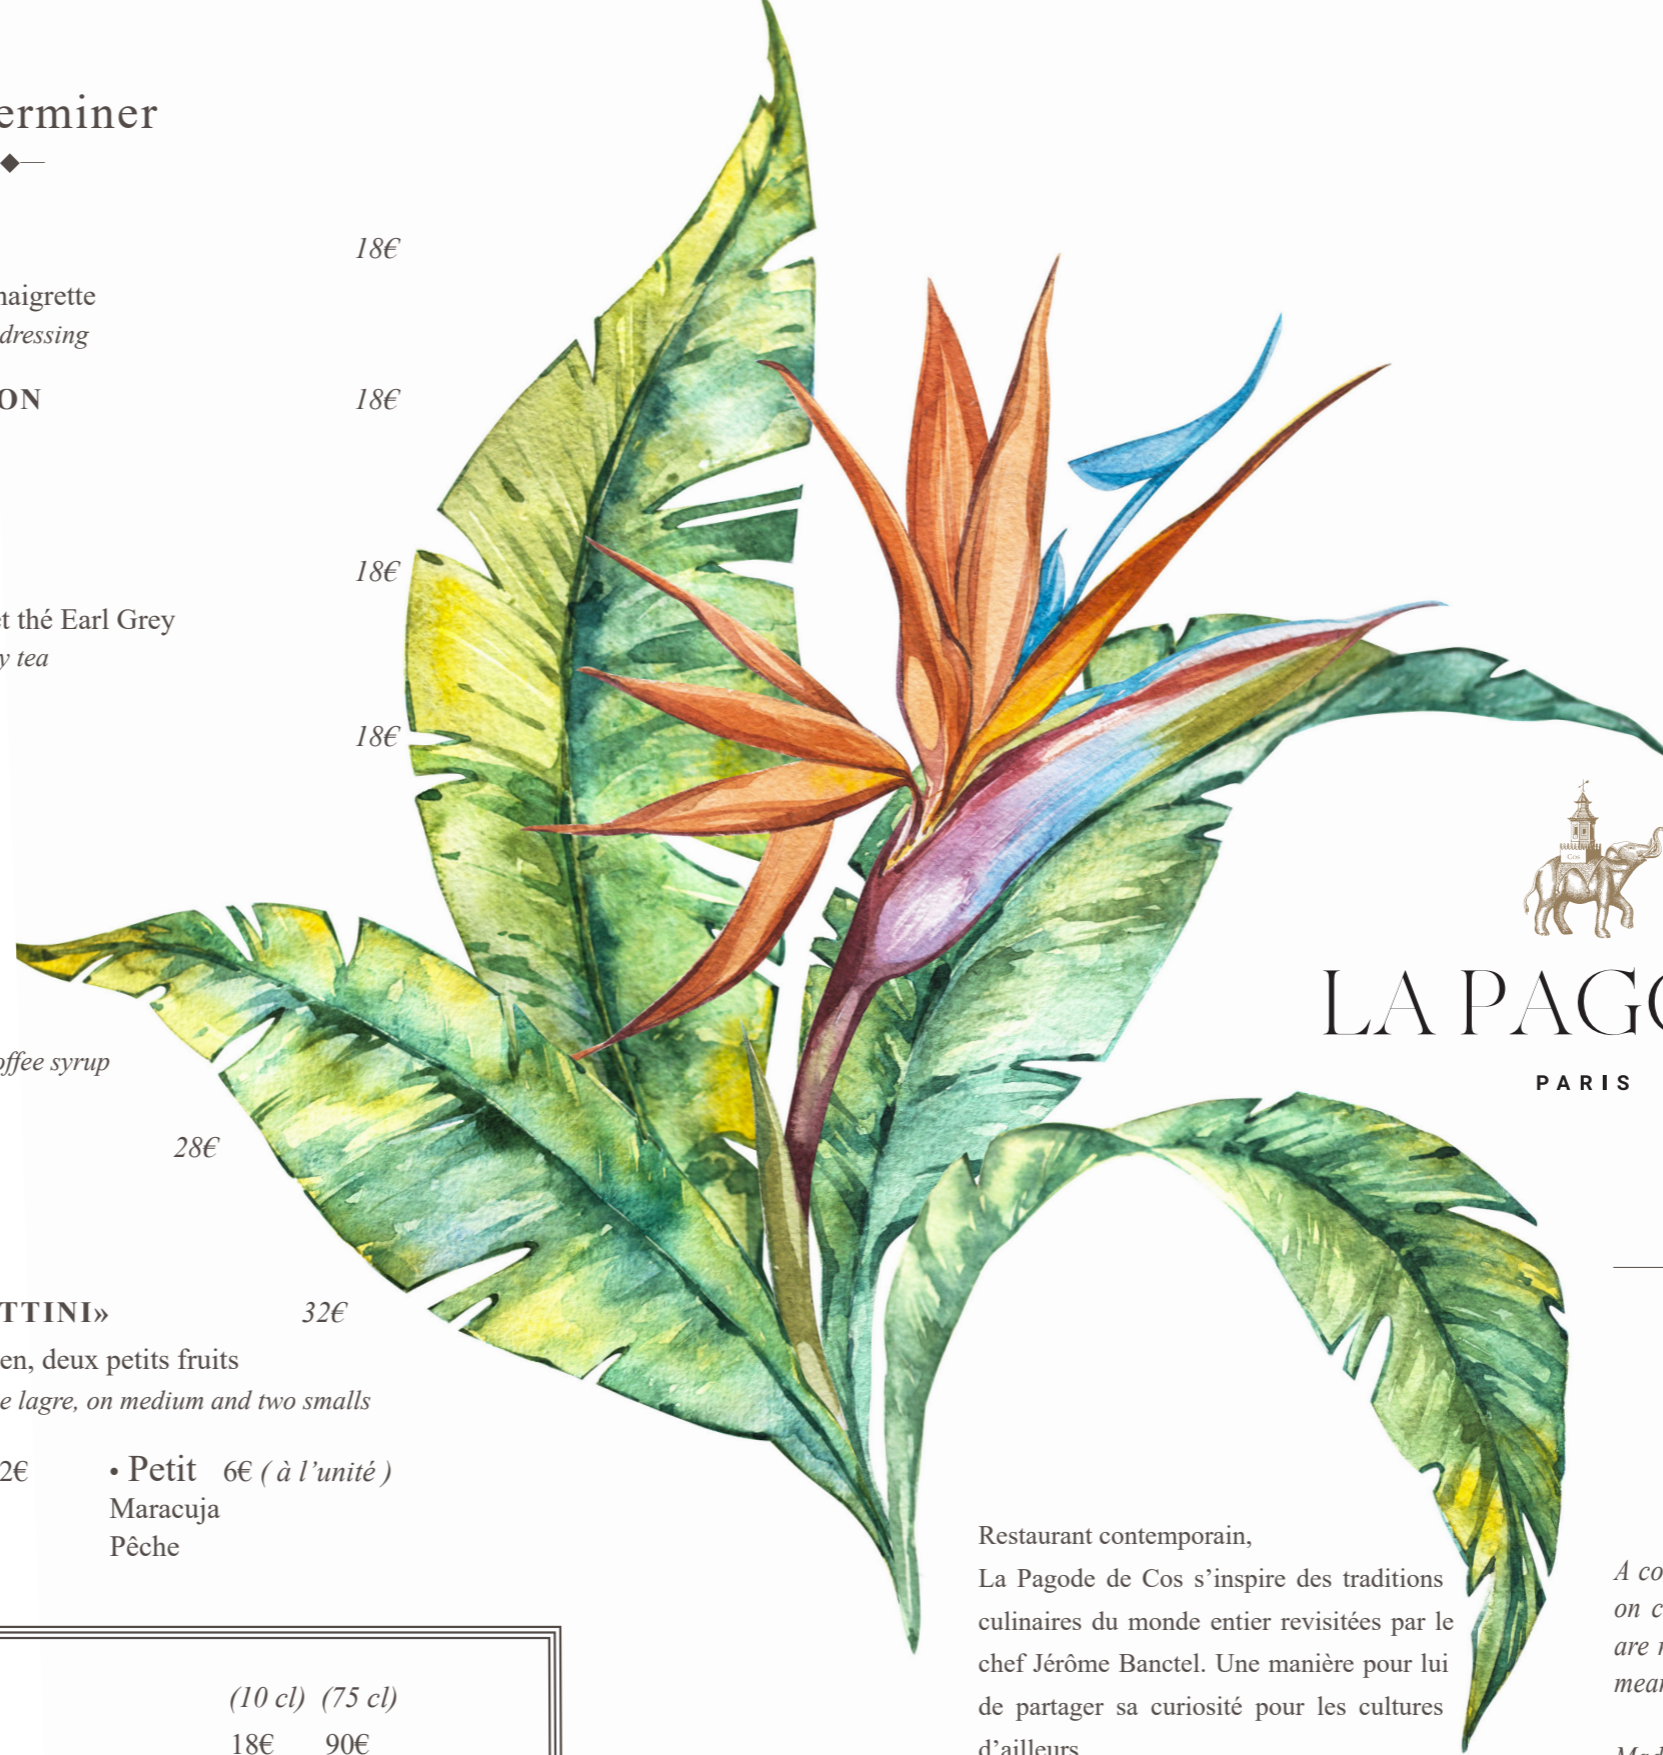 erminer
18€
naigrette
dressing
ON 18€
18€
et thé Earl Grey
y tea
18€
offee syrup
28€
TTINI» 32€
en, deux petits fruits
e lagre, on medium and two smalls
2€ • Petit 6€ ( à l’unité )
Maracuja
Pêche
(10 cl) (75 cl)
18€ 90€
Cos
LA PAGO
PARIS
Restaurant contemporain,
La Pagode de Cos s’inspire des traditions
culinaires du monde entier revisitées par le
chef Jérôme Banctel. Une manière pour lui
de partager sa curiosité pour les cultures
d’ailleurs
A co
on c
are
mea